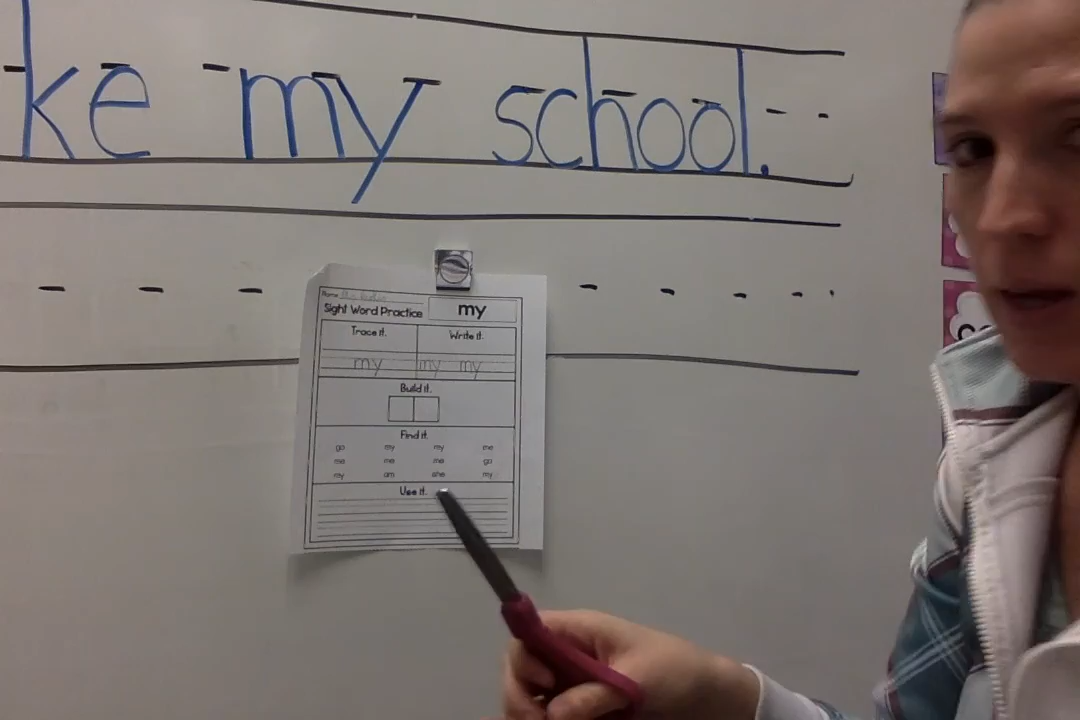 ke my school.
Name
Sight Word Practice
my
Trace it.
Write it.
my
my my
Build it.
Find it.
go my my me
me me me go
my am she my
Use it.